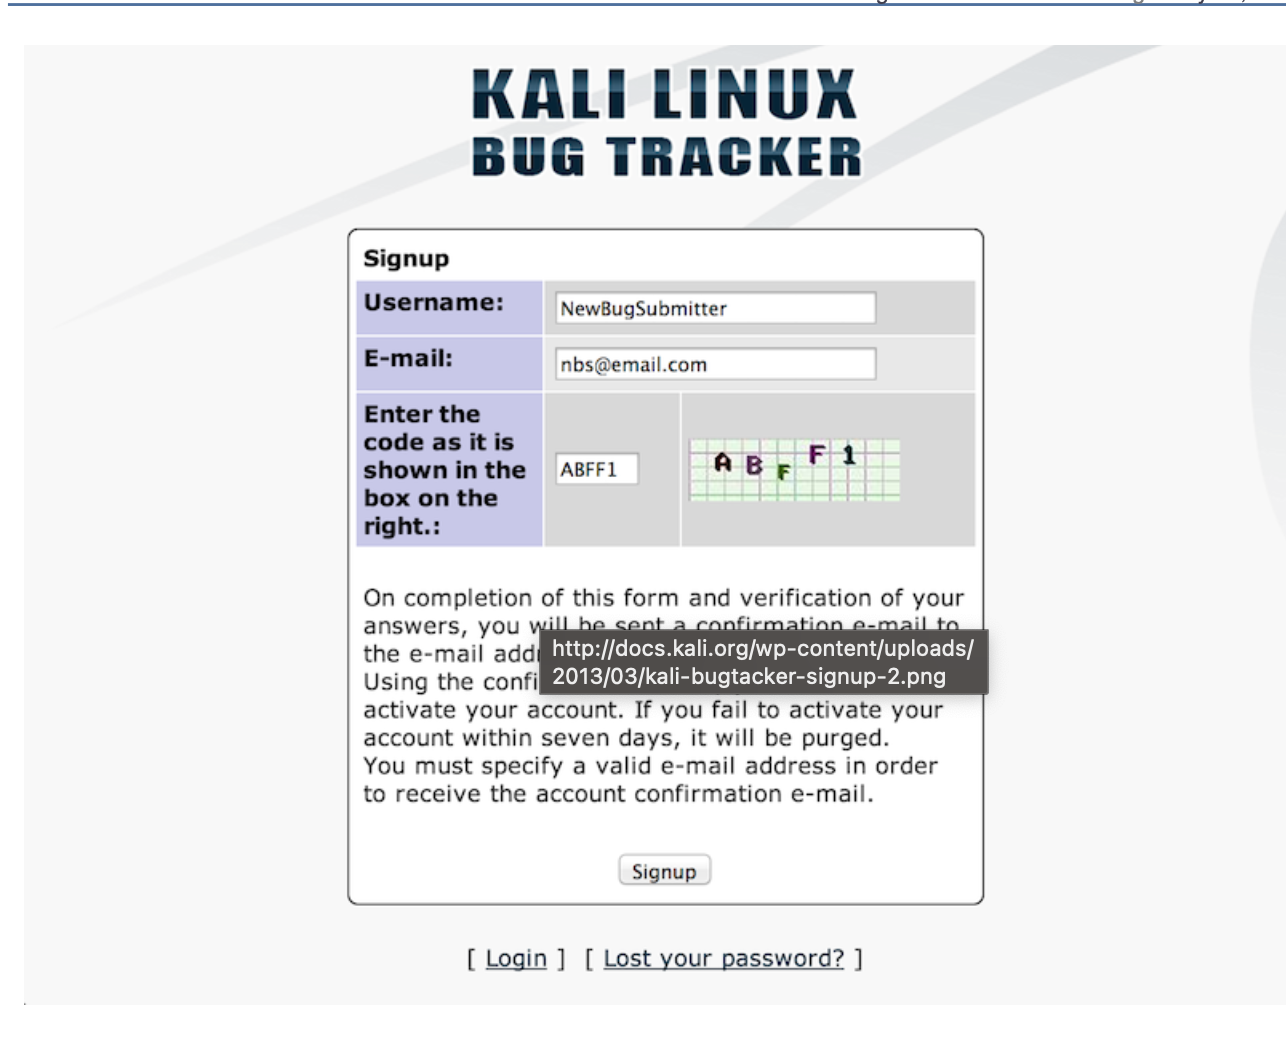 KALI LINUX
BUG TRACKER
Signup
Username:
NewBugSubmitter
E-mail:
nbs@email.com
Enter the
code as it is
shown in the
box on the
right.:
ABFF1
A B F F 1
On completion of this form and verification of your
answers, you will be sent a confirmation e-mail to
the e-mail
http://docs.kali.org/wp-content/uploads/
2013/03/kali-bugtacker-signup-2.png
Using the
activate your account. If you fail to activate your
account within seven days, it will be purged.
You must specify a valid e-mail address in order
to receive the account confirmation e-mail.
Signup
[ Login ] [ Lost your password? ]